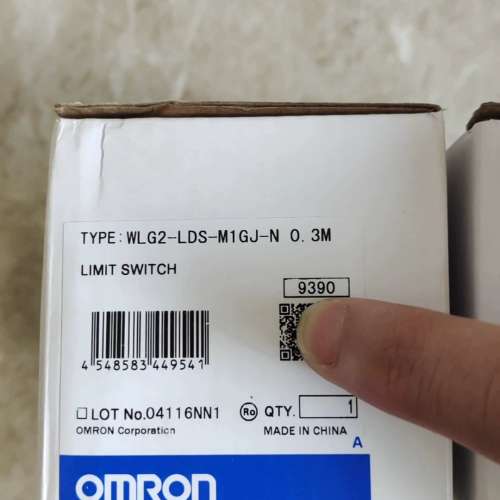 TYPE: WLG2-LDS-M1GJ-N 0.3M
LIMIT SWITCH
9390
4 548583 449541
LOT No.04116NN1
Ro
QTY. 1
OMRON Corporation
MADE IN CHINA
A
OMRON